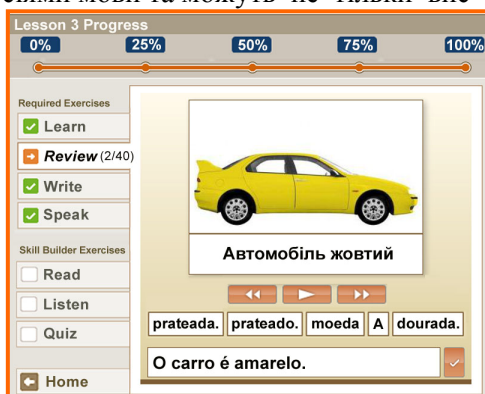 Lesson 3 Progress
0% 25% 50% 75% 100%
Required Exercises
Learn
Review (2/40)
Write
Speak
Skill Builder Exercises
Read
Listen
Quiz
Home
Автомобіль жовтий
prateada. prateado. moeda A dourada.
O carro é amarelo.